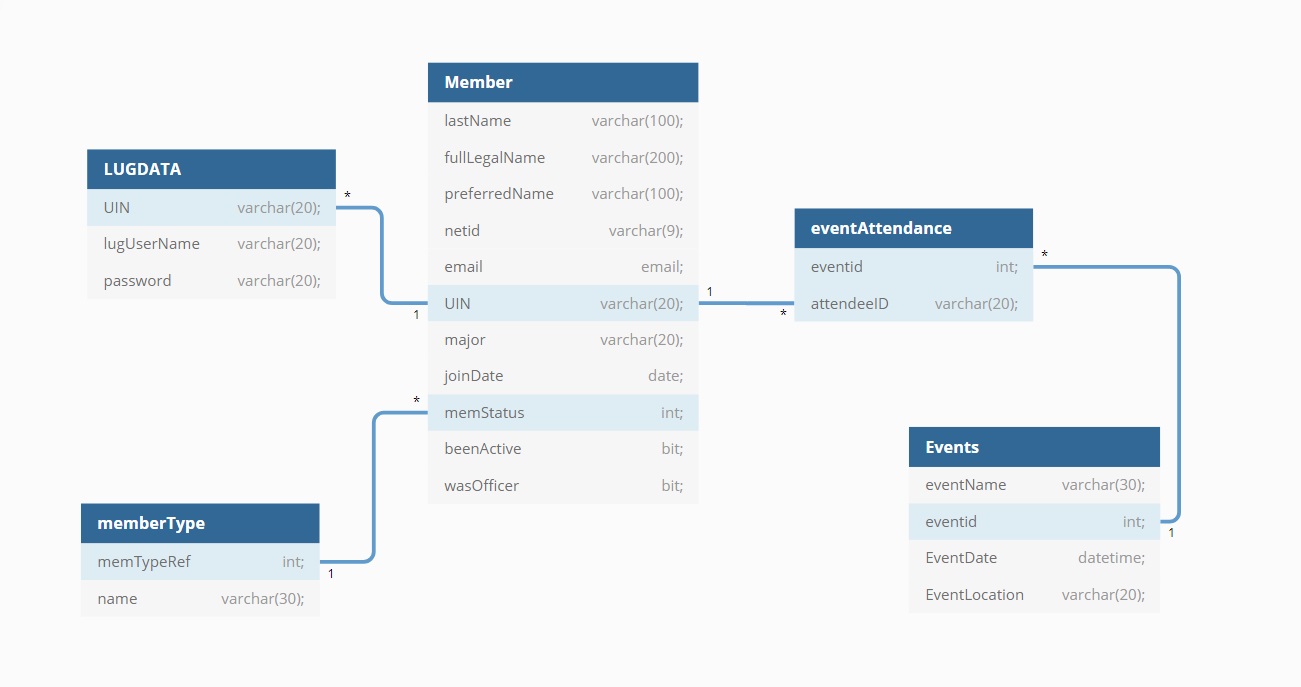 Member
lastName varchar(100);
fullLegalName varchar(200);
preferredName varchar(100);
netid varchar(9);
email email;
UIN varchar(20);
major varchar(20);
joinDate date;
memStatus int;
beenActive bit;
wasOfficer bit;
LUGDATA
UIN varchar(20);
lugUserName varchar(20);
password varchar(20);
*
1
1
*
eventAttendance
eventid int;
attendeeID varchar(20);
*
1
*
1
memberType
memTypeRef int;
name varchar(30);
Events
eventName varchar(30);
eventid int;
EventDate datetime;
EventLocation varchar(20);